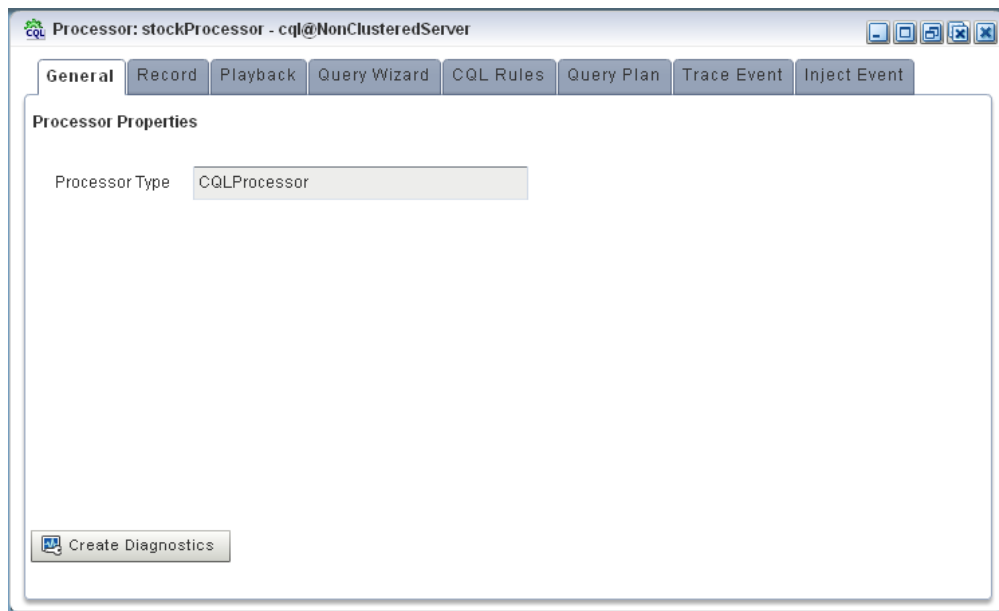 CQL Processor: stockProcessor - cql@NonClusteredServer
General Record Playback Query Wizard CQL Rules Query Plan Trace Event Inject Event
Processor Properties
Processor Type CQLProcessor
Create Diagnostics